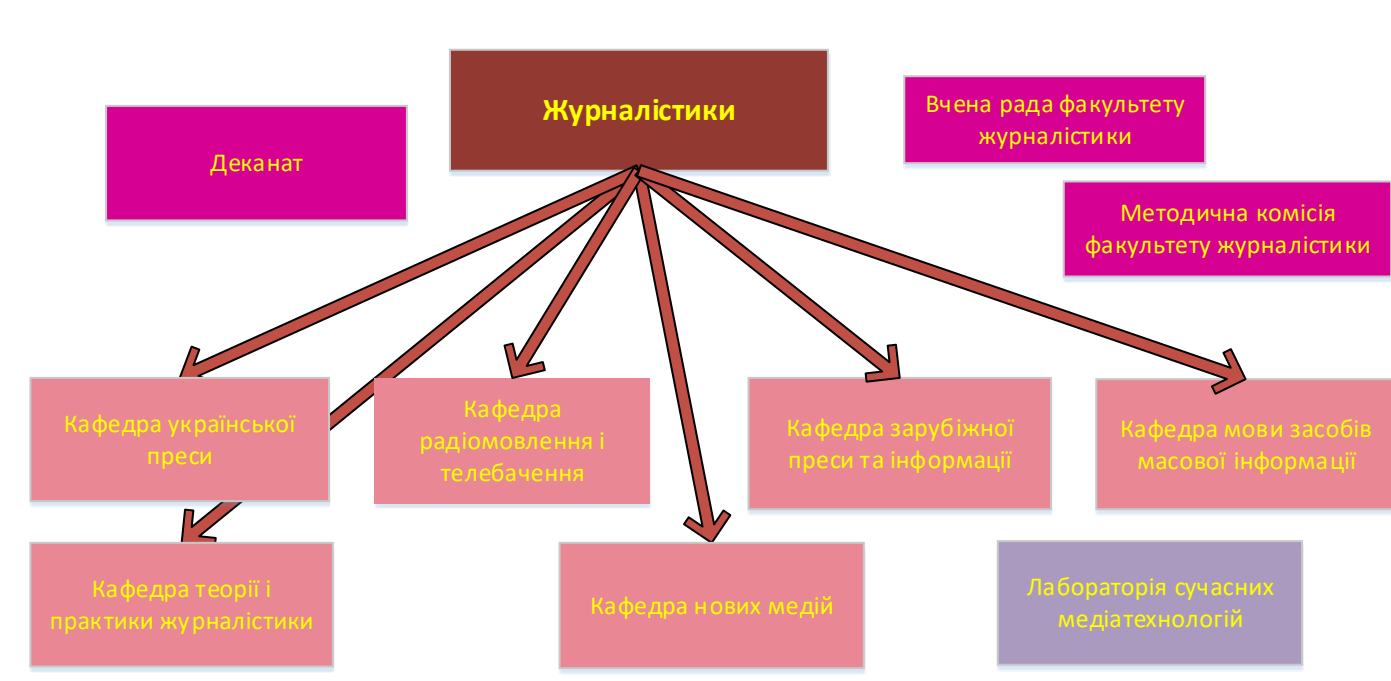 Журналістики
Деканат
Вчена рада факультету
журналістики
Методична комісія
факультету журналістики
Кафедра української
преси
Кафедра
радіомовлення і
телебачення
Кафедра зарубіжної
преси та інформації
Кафедра мови засобів
масової інформації
Кафедра теорії і
практики журналістики
Кафедра нових медій
Лабораторія сучасних
медіатехнологій